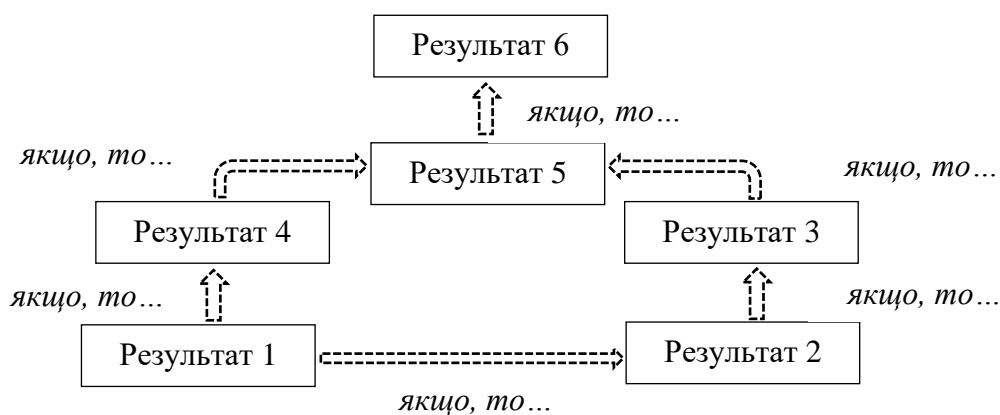 Результат 6
якщо, то…
якщо, то…
Результат 5
якщо, то…
Результат 4
Результат 3
якщо, то…
якщо, то…
Результат 1
Результат 2
якщо, то…